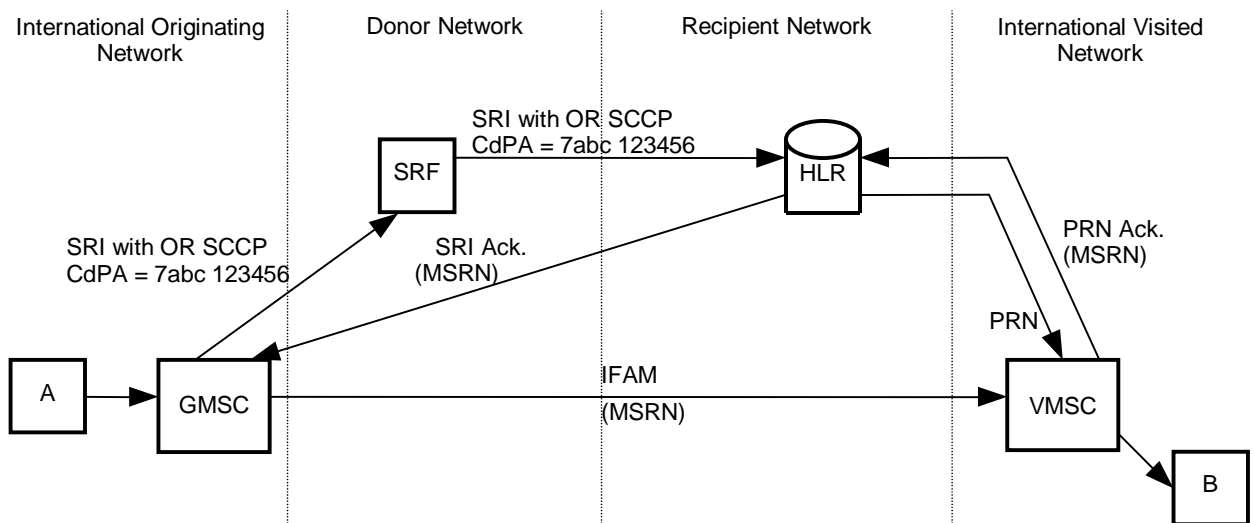 International Originating
Network
Donor Network
Recipient Network
International Visited
Network
SRI with OR SCCP
CdPA = 7abc 123456
SRF
HLR
SRI with OR SCCP
CdPA = 7abc 123456
SRI Ack.
(MSRN)
PRN Ack.
(MSRN)
PRN
A
GMSC
IFAM
(MSRN)
VMSC
B